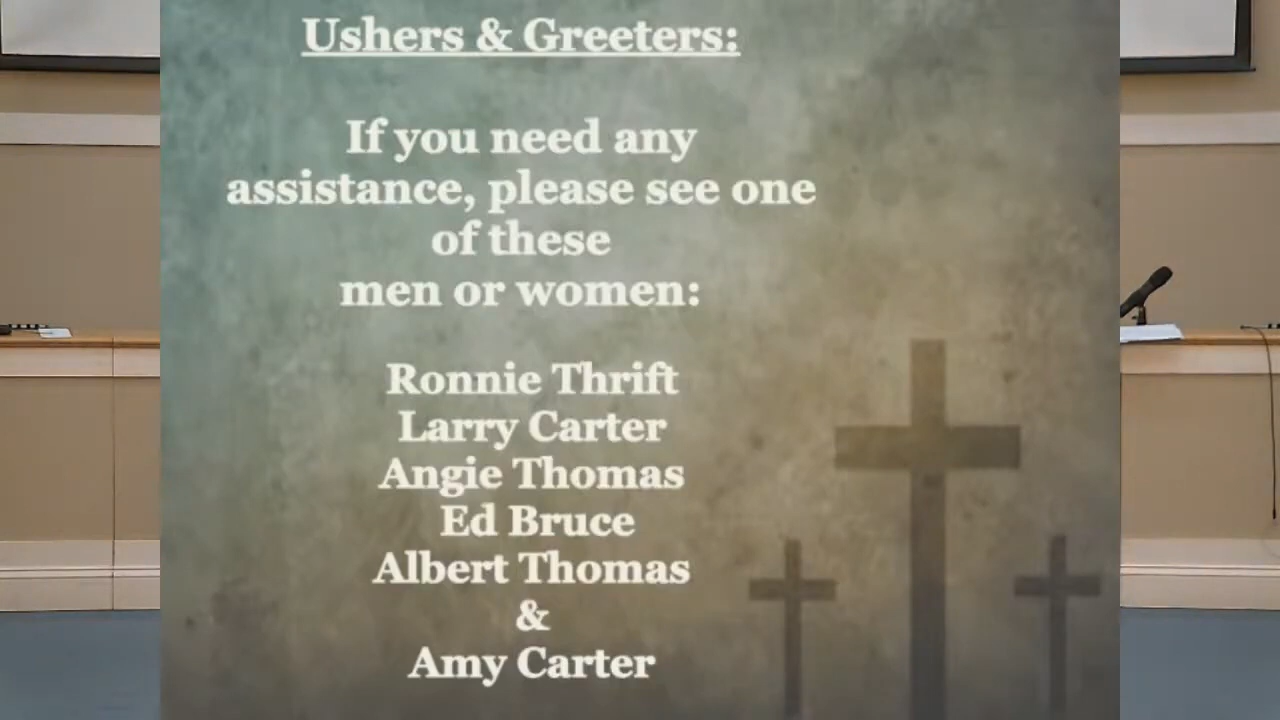 Ushers & Greeters:
If you need any
assistance, please see one
of these
men or women:
Ronnie Thrift
Larry Carter
Angie Thomas
Ed Bruce
Albert Thomas
&
Amy Carter